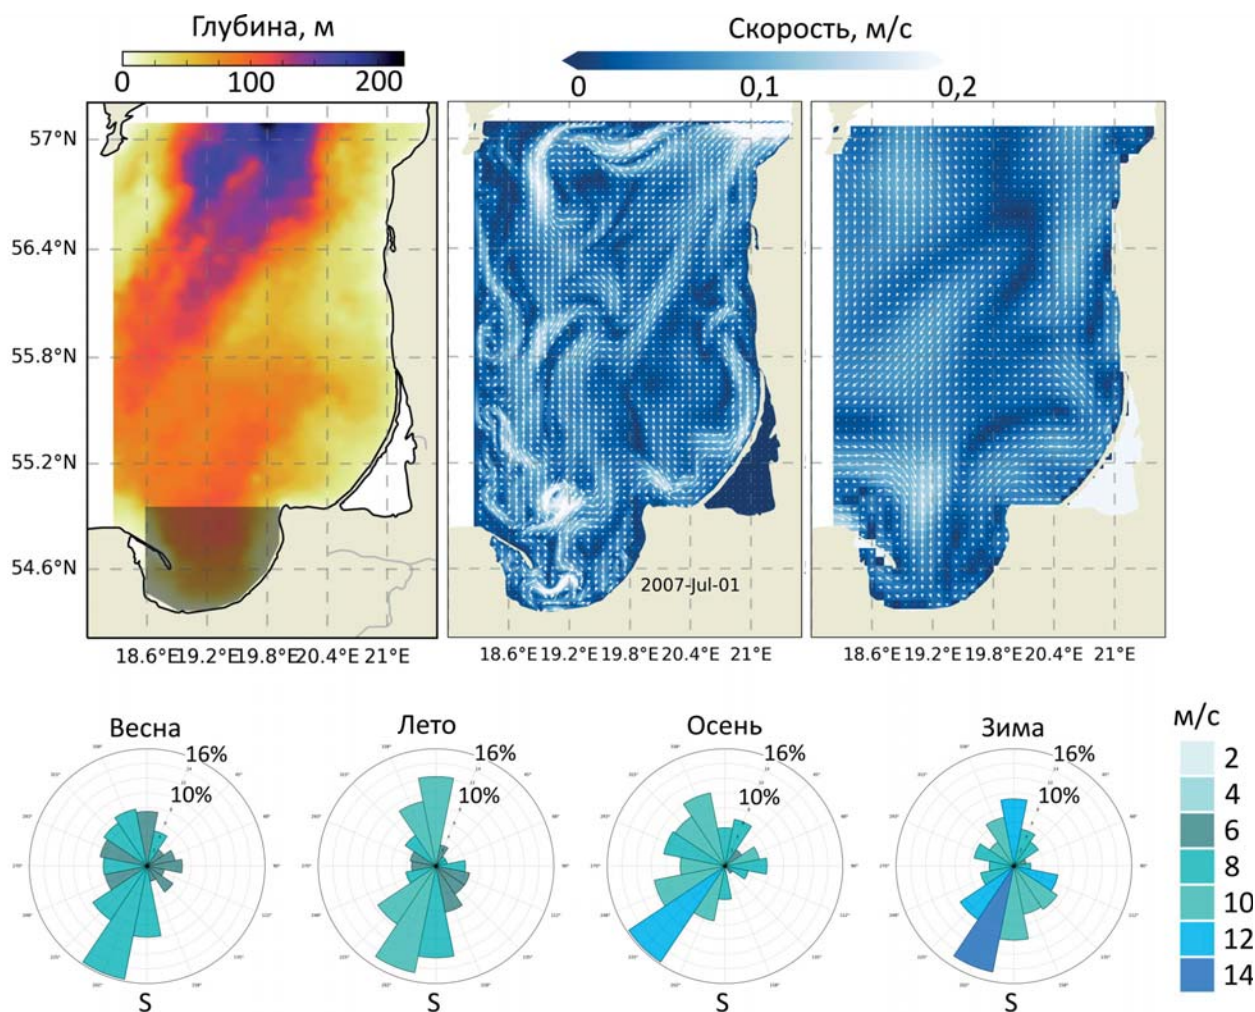 Глубина, м
Скорость, м/с
0 100 200
0 0,1 0,2
57°N
56.4°N
55.8°N
55.2°N
54.6°N
2007-Jul-01
18.6°E 19.2°E 19.8°E 20.4°E 21°E
18.6°E 19.2°E 19.8°E 20.4°E 21°E
18.6°E 19.2°E 19.8°E 20.4°E 21°E
Весна
16%
10%
S
Лето
16%
10%
S
Осень
16%
10%
S
Зима
16%
10%
S
м/с
2
4
6
8
10
12
14